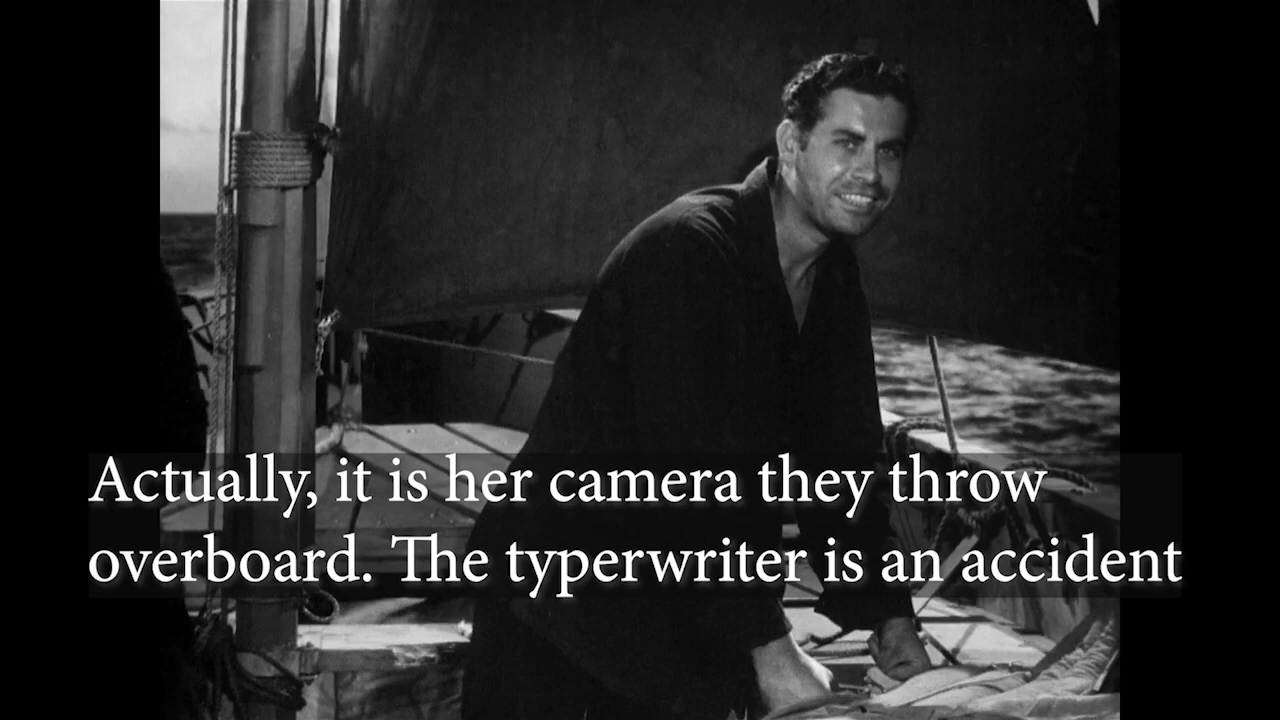 Actually, it is her camera they throw
overboard. The typerwriter is an accident